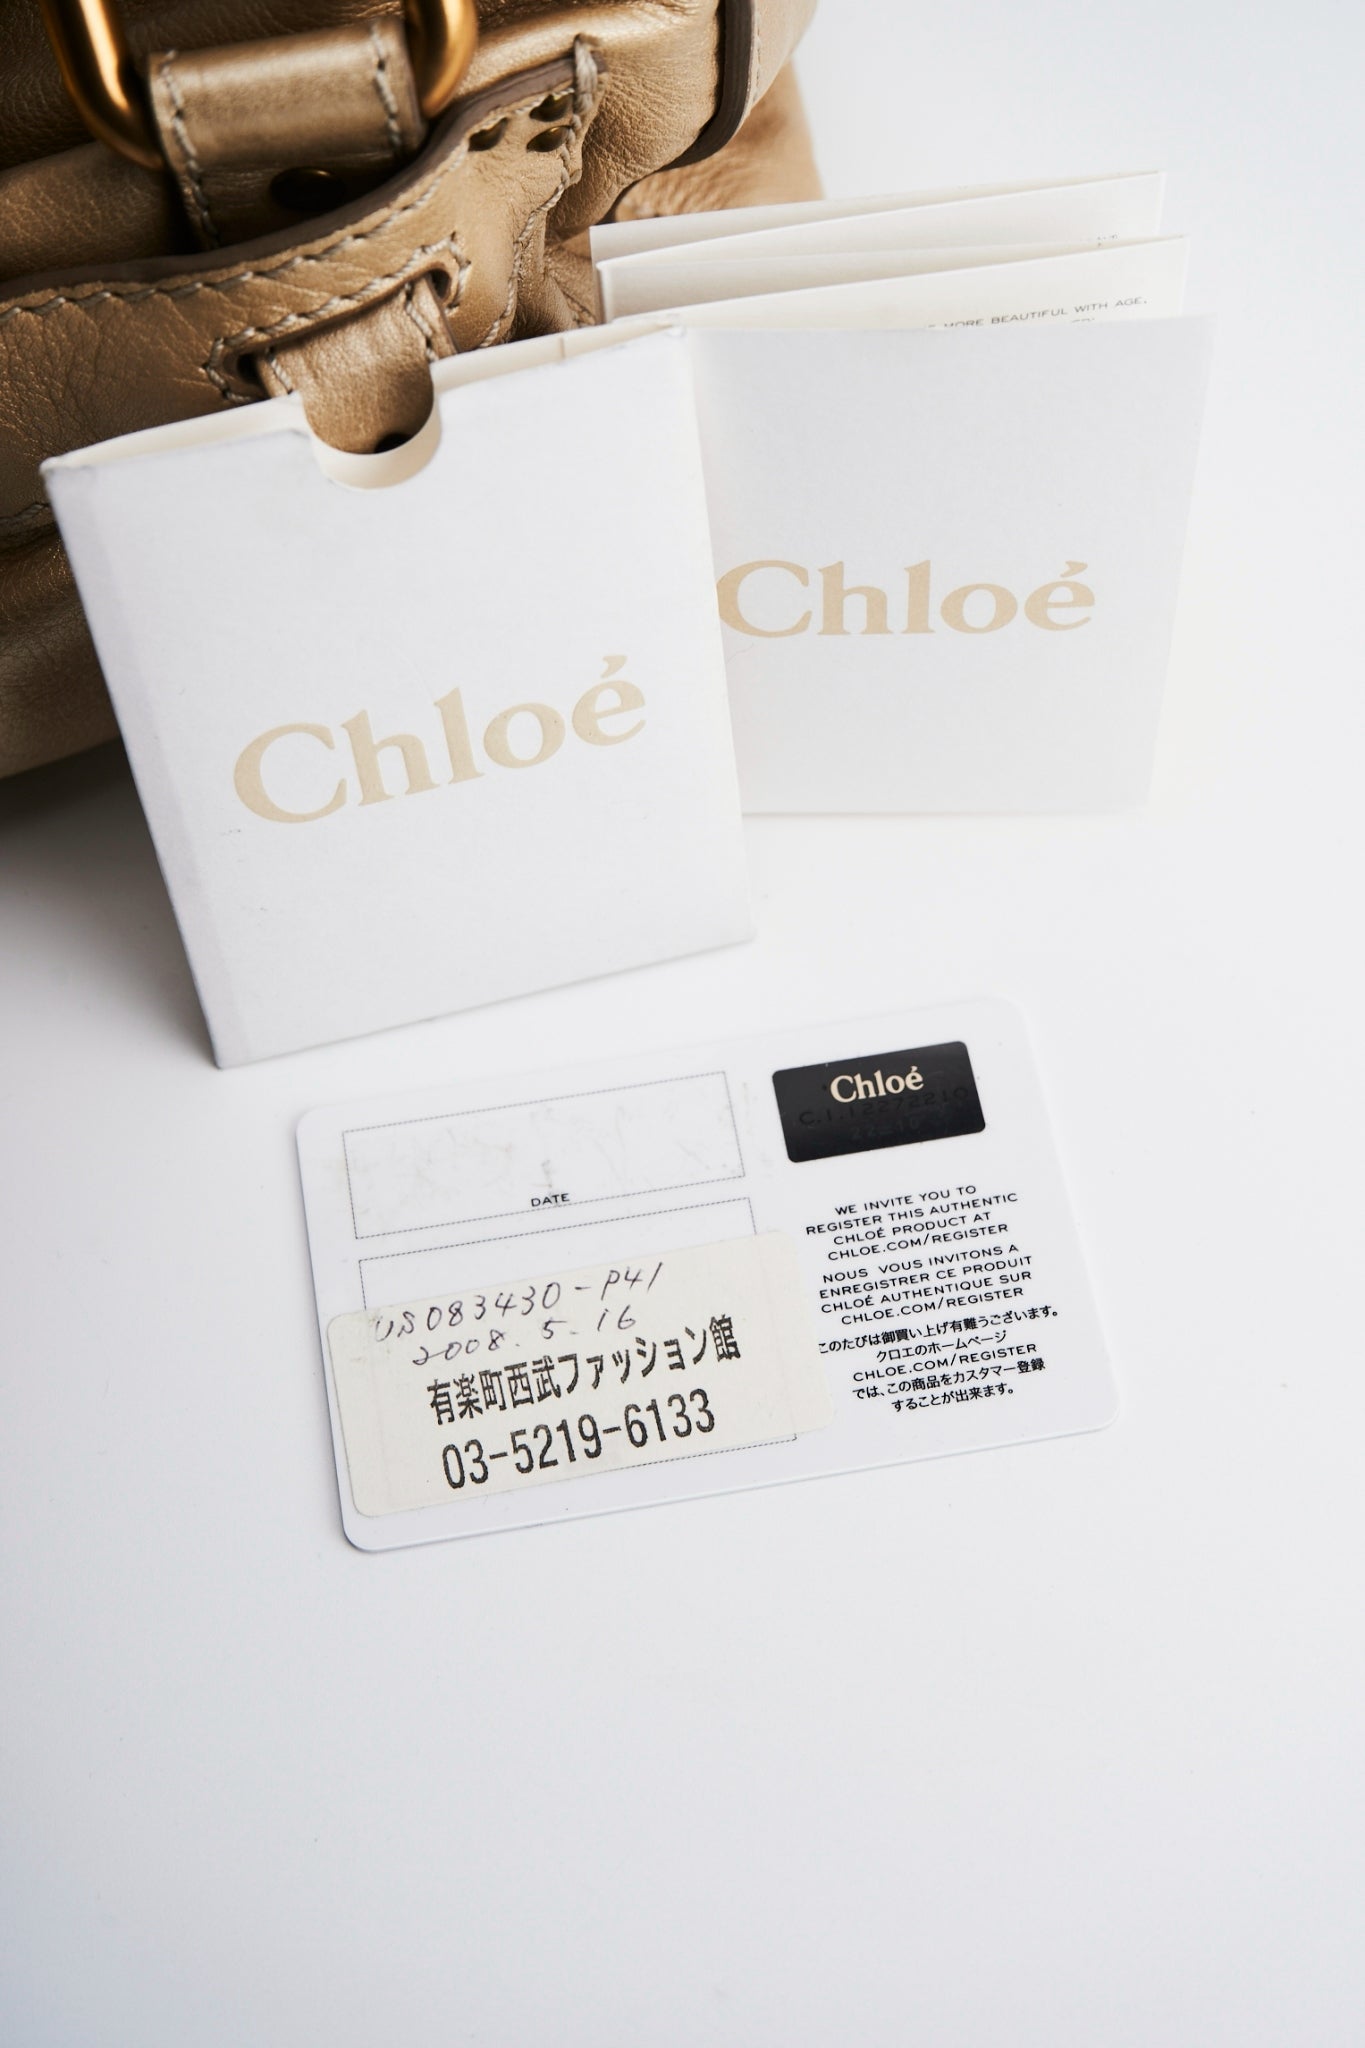 MORE BEAUTIFUL WITH AGE,
Chloé
Chloé
Chloé
C.1.12272210
DATE
WE INVITE YOU TO
REGISTER THIS AUTHENTIC
CHLOÉ PRODUCT AT
CHLOE.COM/REGISTER
NOUS VOUS INVITONS A
ENREGISTRER CE PRODUIT
CHLOÉ AUTHENTIQUE SUR
CHLOE.COM/REGISTER
このたびは御買い上げ有難うございます。
クロエのホームページ
CHLOE.COM/REGISTER
では、この商品をカスタマー登録
することが出来ます。
083430-P41
2008.5.16
有楽町西武ファッション館
03-5219-6133